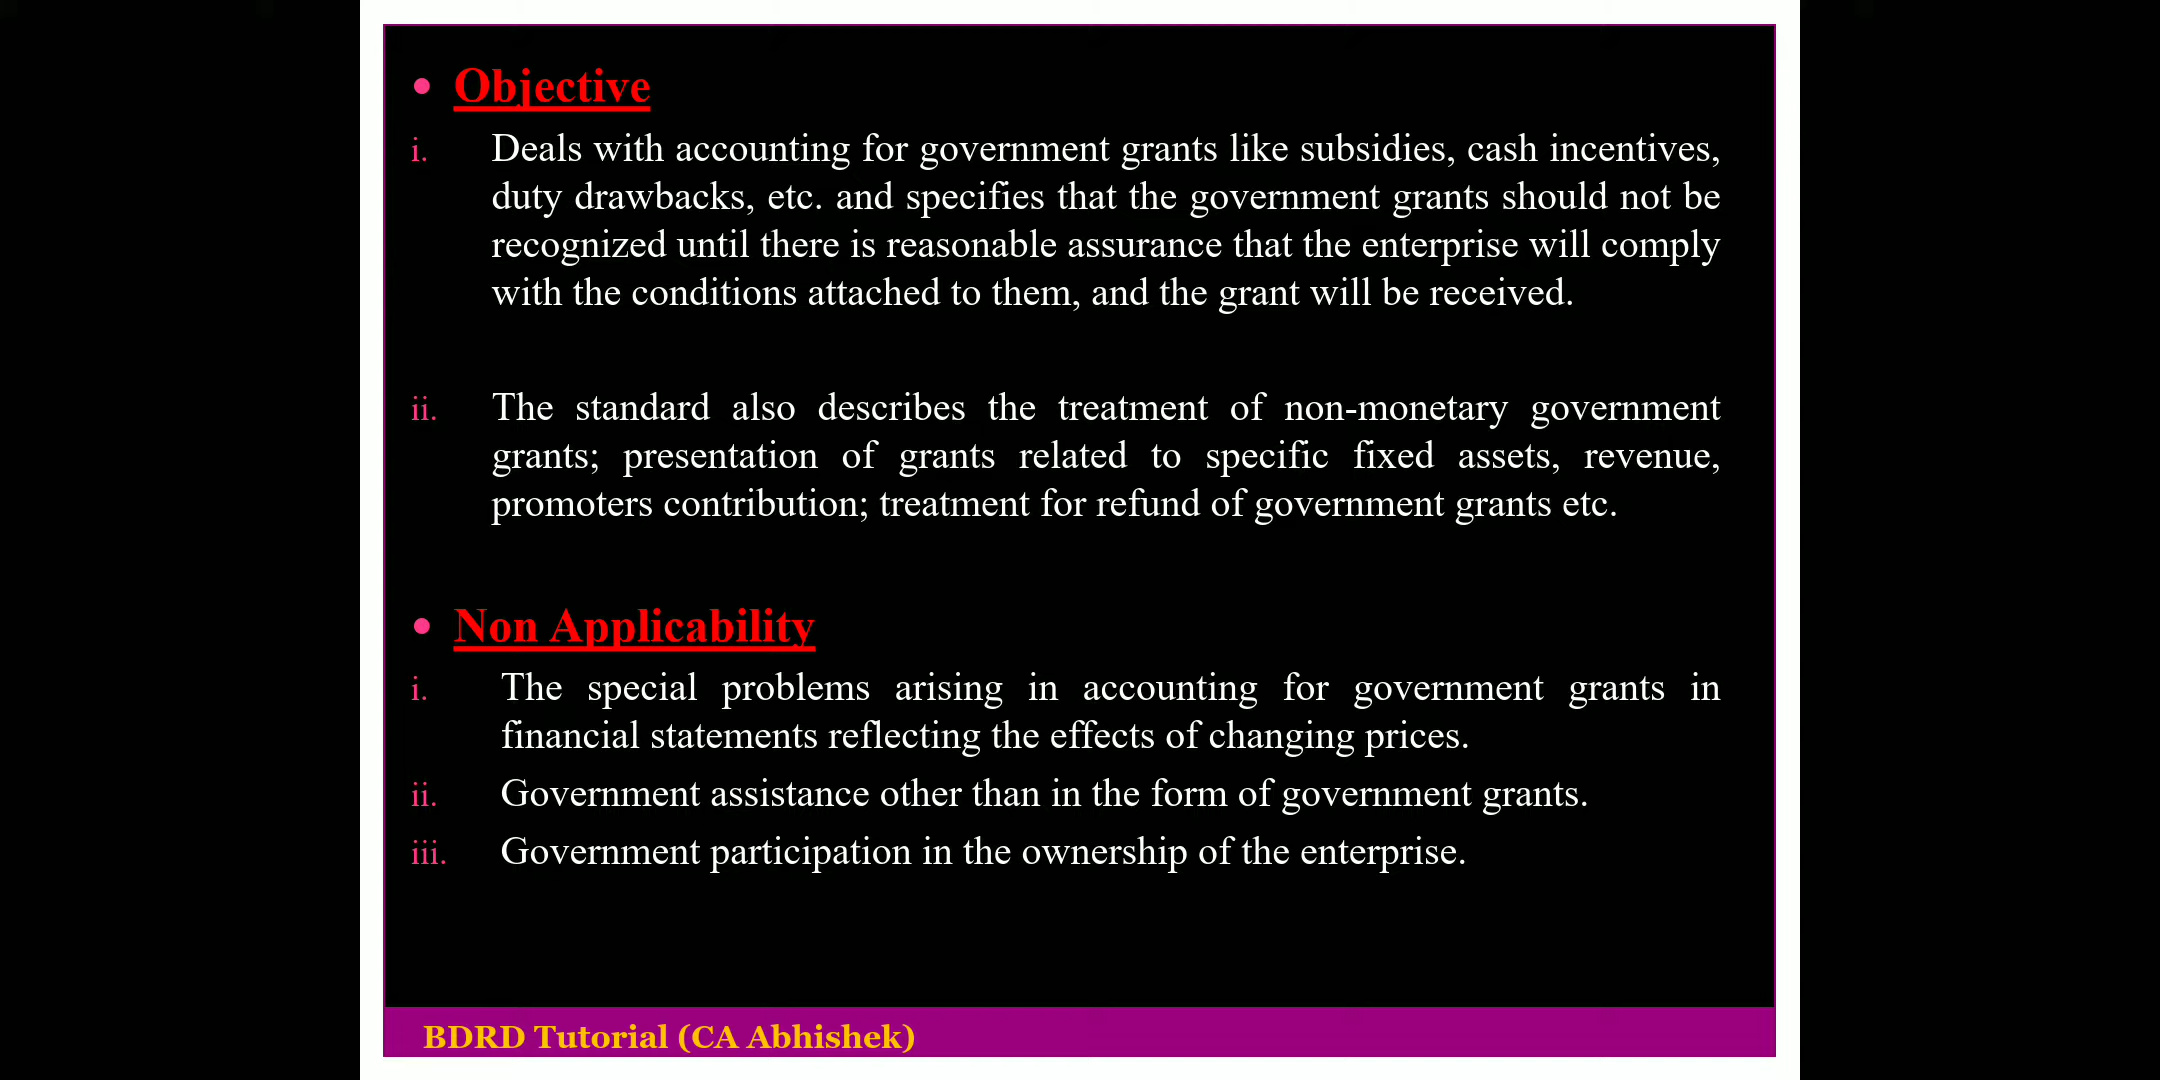 • Objective
i. Deals with accounting for government grants like subsidies, cash incentives,
duty drawbacks, etc. and specifies that the government grants should not be
recognized until there is reasonable assurance that the enterprise will comply
with the conditions attached to them, and the grant will be received.
ii. The standard also describes the treatment of non-monetary government
grants; presentation of grants related to specific fixed assets, revenue,
promoters contribution; treatment for refund of government grants etc.
• Non Applicability
i. The special problems arising in accounting for government grants in
financial statements reflecting the effects of changing prices.
ii. Government assistance other than in the form of government grants.
iii. Government participation in the ownership of the enterprise.
BDRD Tutorial (CA Abhishek)